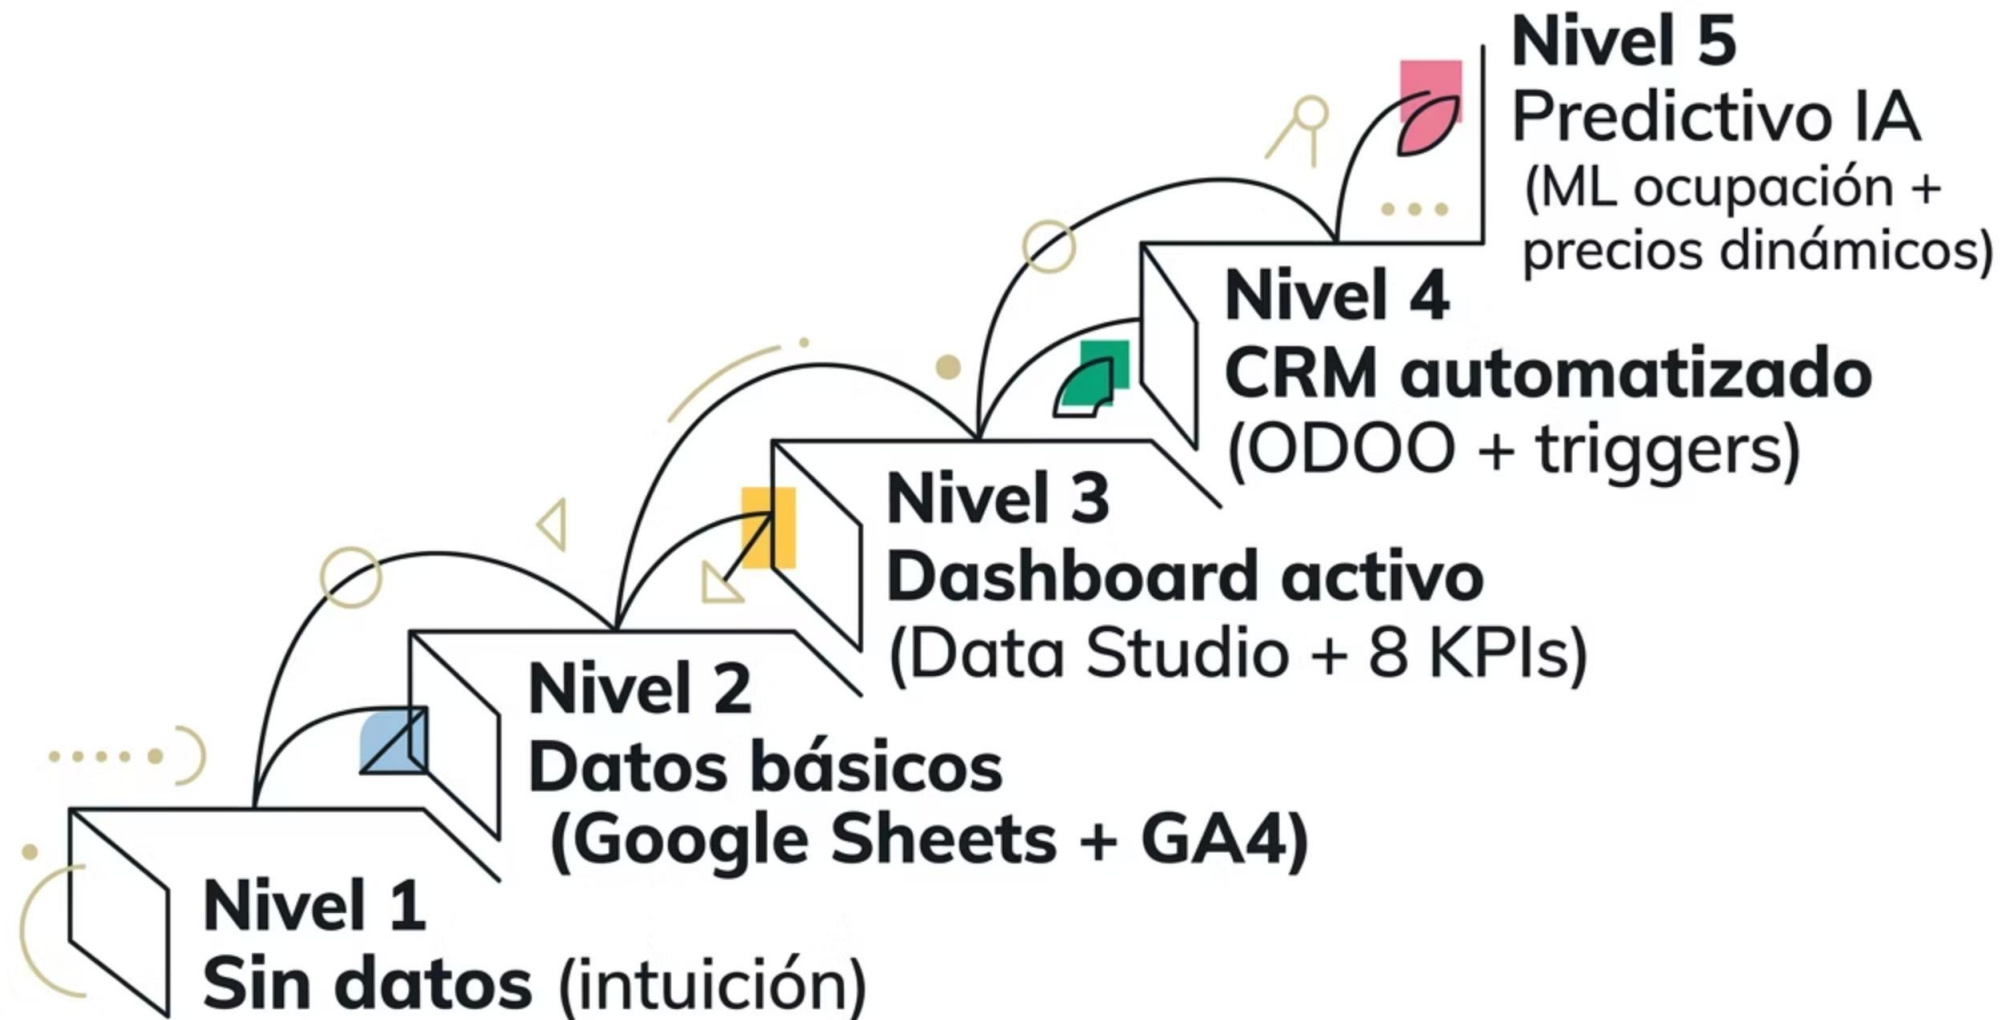 Nivel 5
Predictivo IA
(ML ocupación +
precios dinámicos)
Nivel 4
CRM automatizado
(ODOO + triggers)
Nivel 3
Dashboard activo
(Data Studio + 8 KPIs)
Nivel 2
Datos básicos
(Google Sheets + GA4)
Nivel 1
Sin datos (intuición)